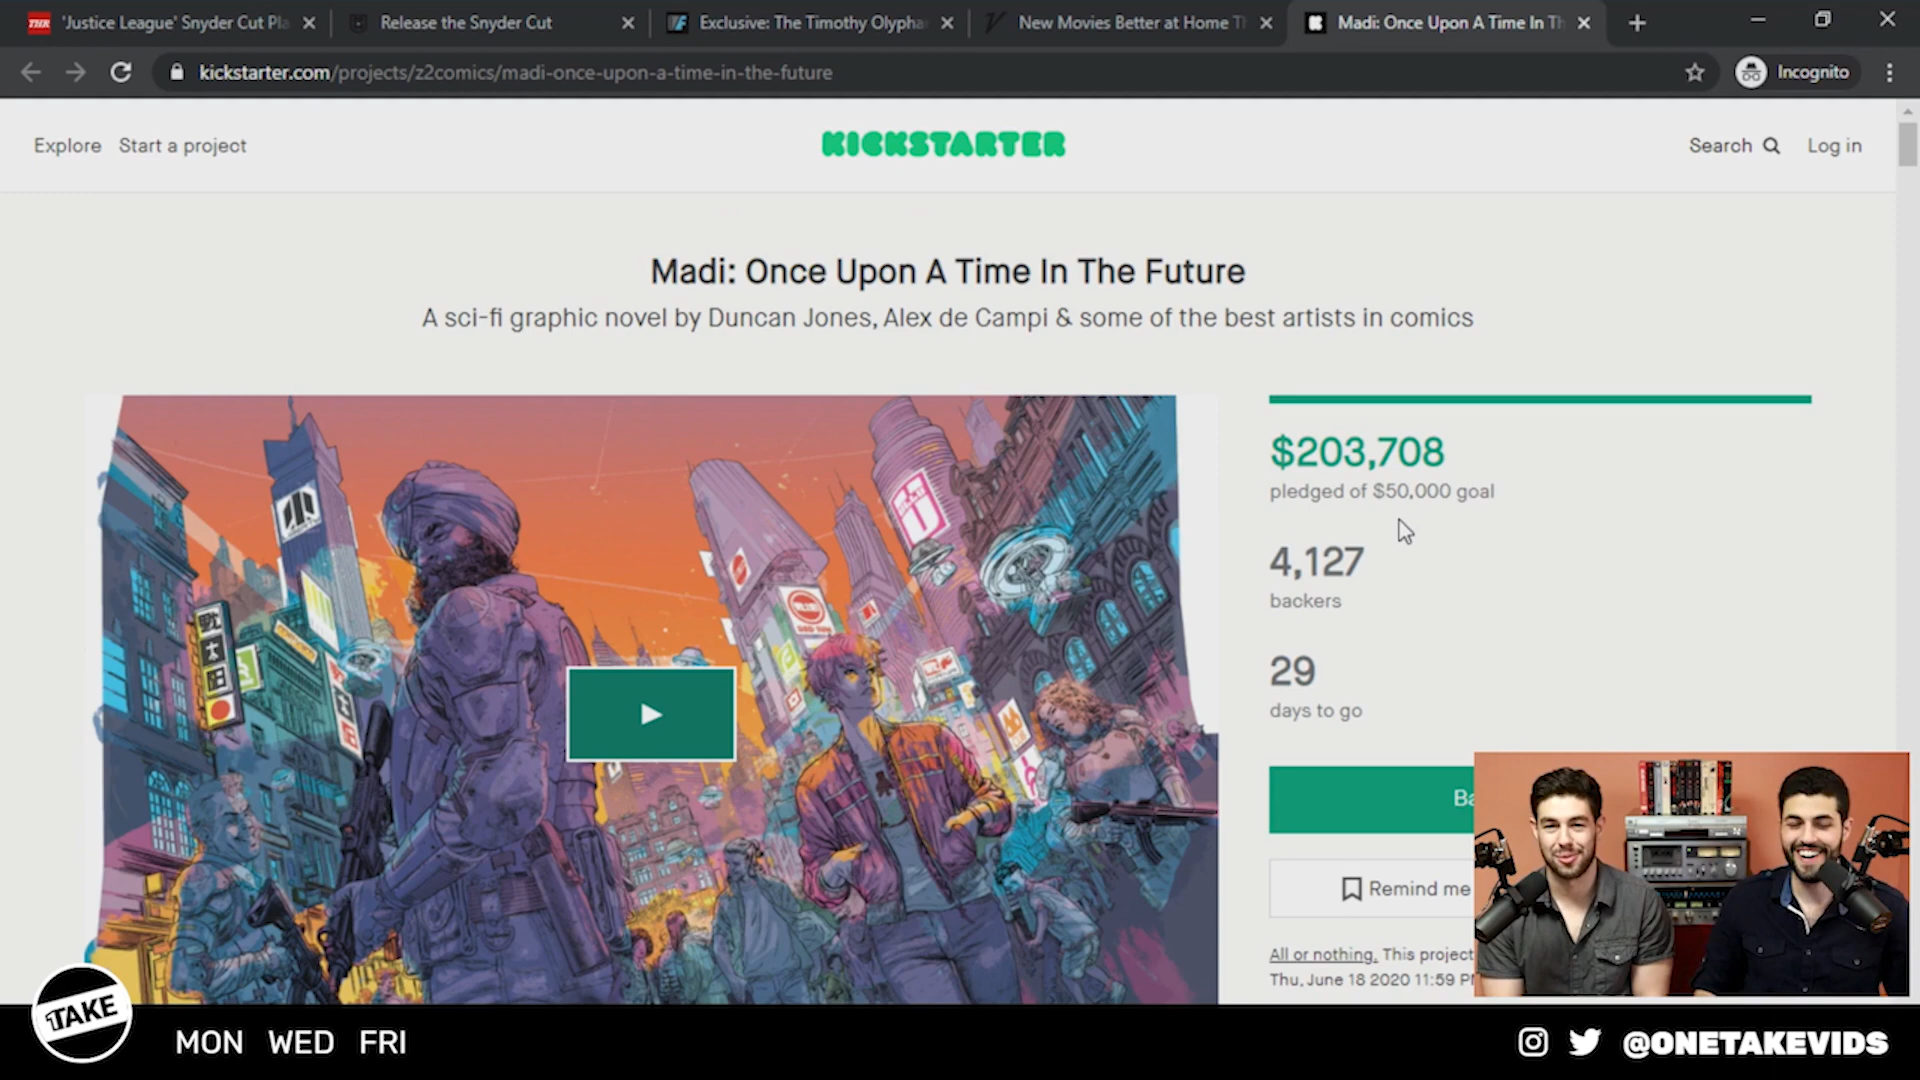 THR 'Justice League' Snyder Cut Pla
Release the Snyder Cut
Exclusive: The Timothy Olypha
New Movies Better at Home T
Madi: Once Upon A Time In Th
kickstarter.com/projects/z2comics/madi-once-upon-a-time-in-the-future
Incognito
Explore Start a project
KICKSTARTER
Search Log in
Madi: Once Upon A Time In The Future
A sci-fi graphic novel by Duncan Jones, Alex de Campi & some of the best artists in comics
$203,708
pledged of $50,000 goal
4,127
backers
29
days to go
Ba
Remind me
All or nothing. This project
Thu, June 18 2020 11:59 P
1TAKE
MON WED FRI
@ONETAKEVIDS